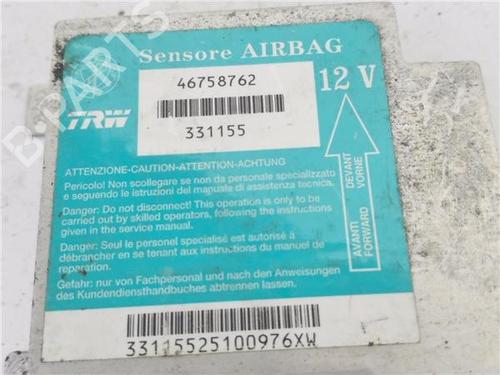 Sensore AIRBAG
46758762
12 V
TRW
331155
ATTENZIONE-CAUTION-ATTENTION-ACHTUNG
Pericolo! Non scollegare se non da personale specializzato
e seguendo le istruzioni del manuale di assistenza tecnica.
Danger: Do not disconnect! This operation is only to be
carried out by skilled operators, following the instructions
given in the service manual.
Danger: Seul le personel spécialisé est autorisé à
débrancher en se tenant aux instructions du manuel de
reparation.
Gefahr: nur von Fachpersonal und nach den Anweisungen
des Kundendiensthandbuches abtrennen lassen.
AVANTI DEVANT
FORWARD VORNE
33115525100976XW
B-PARTS